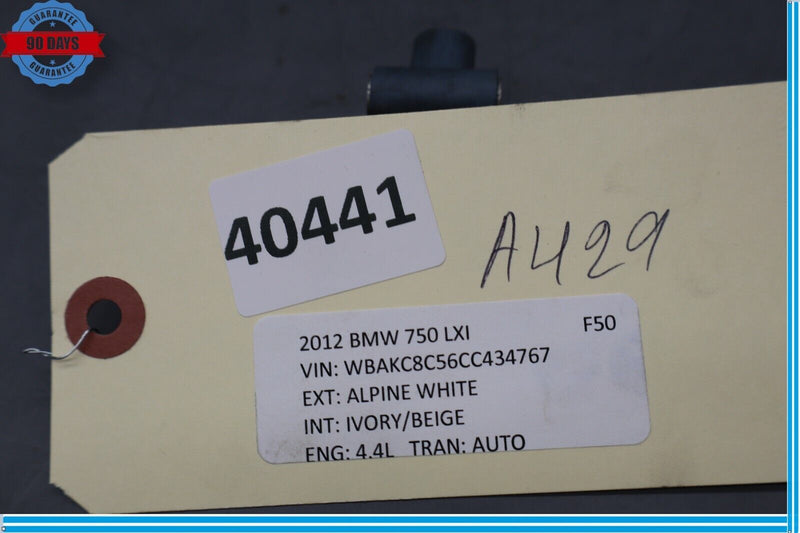 GUARANTEE
90 DAYS
GUARANTEE
40441
A429
2012 BMW 750 LXI F50
VIN: WBAKC8C56CC434767
EXT: ALPINE WHITE
INT: IVORY/BEIGE
ENG: 4.4L TRAN: AUTO